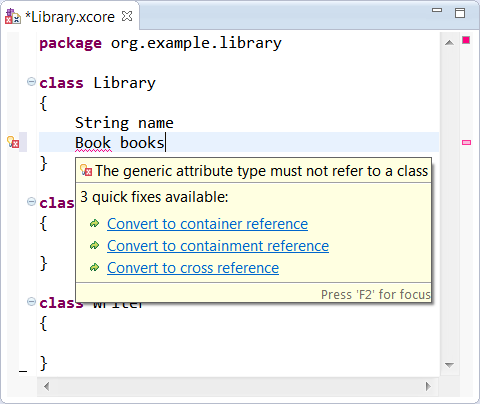 *Library.xcore
package org.example.library
class Library
{
String name
Book books
}
The generic attribute type must not refer to a class
3 quick fixes available:
Convert to container reference
Convert to containment reference
Convert to cross reference
Press 'F2' for focus
clas
{
}
class Writer
{
}